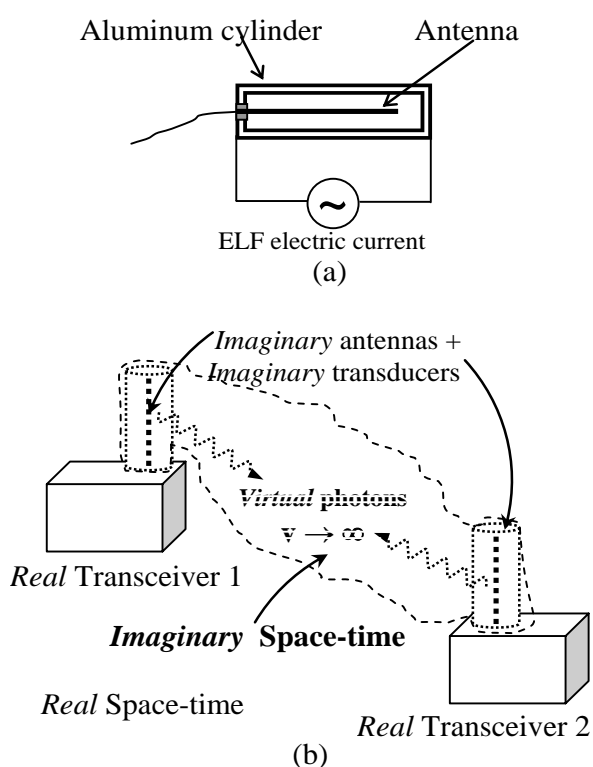 Aluminum cylinder Antenna
~
ELF electric current
(a)
Imaginary antennas +
Imaginary transducers
Virtual photons
v → ∞
Real Transceiver 1
Imaginary Space-time
Real Space-time
Real Transceiver 2
(b)